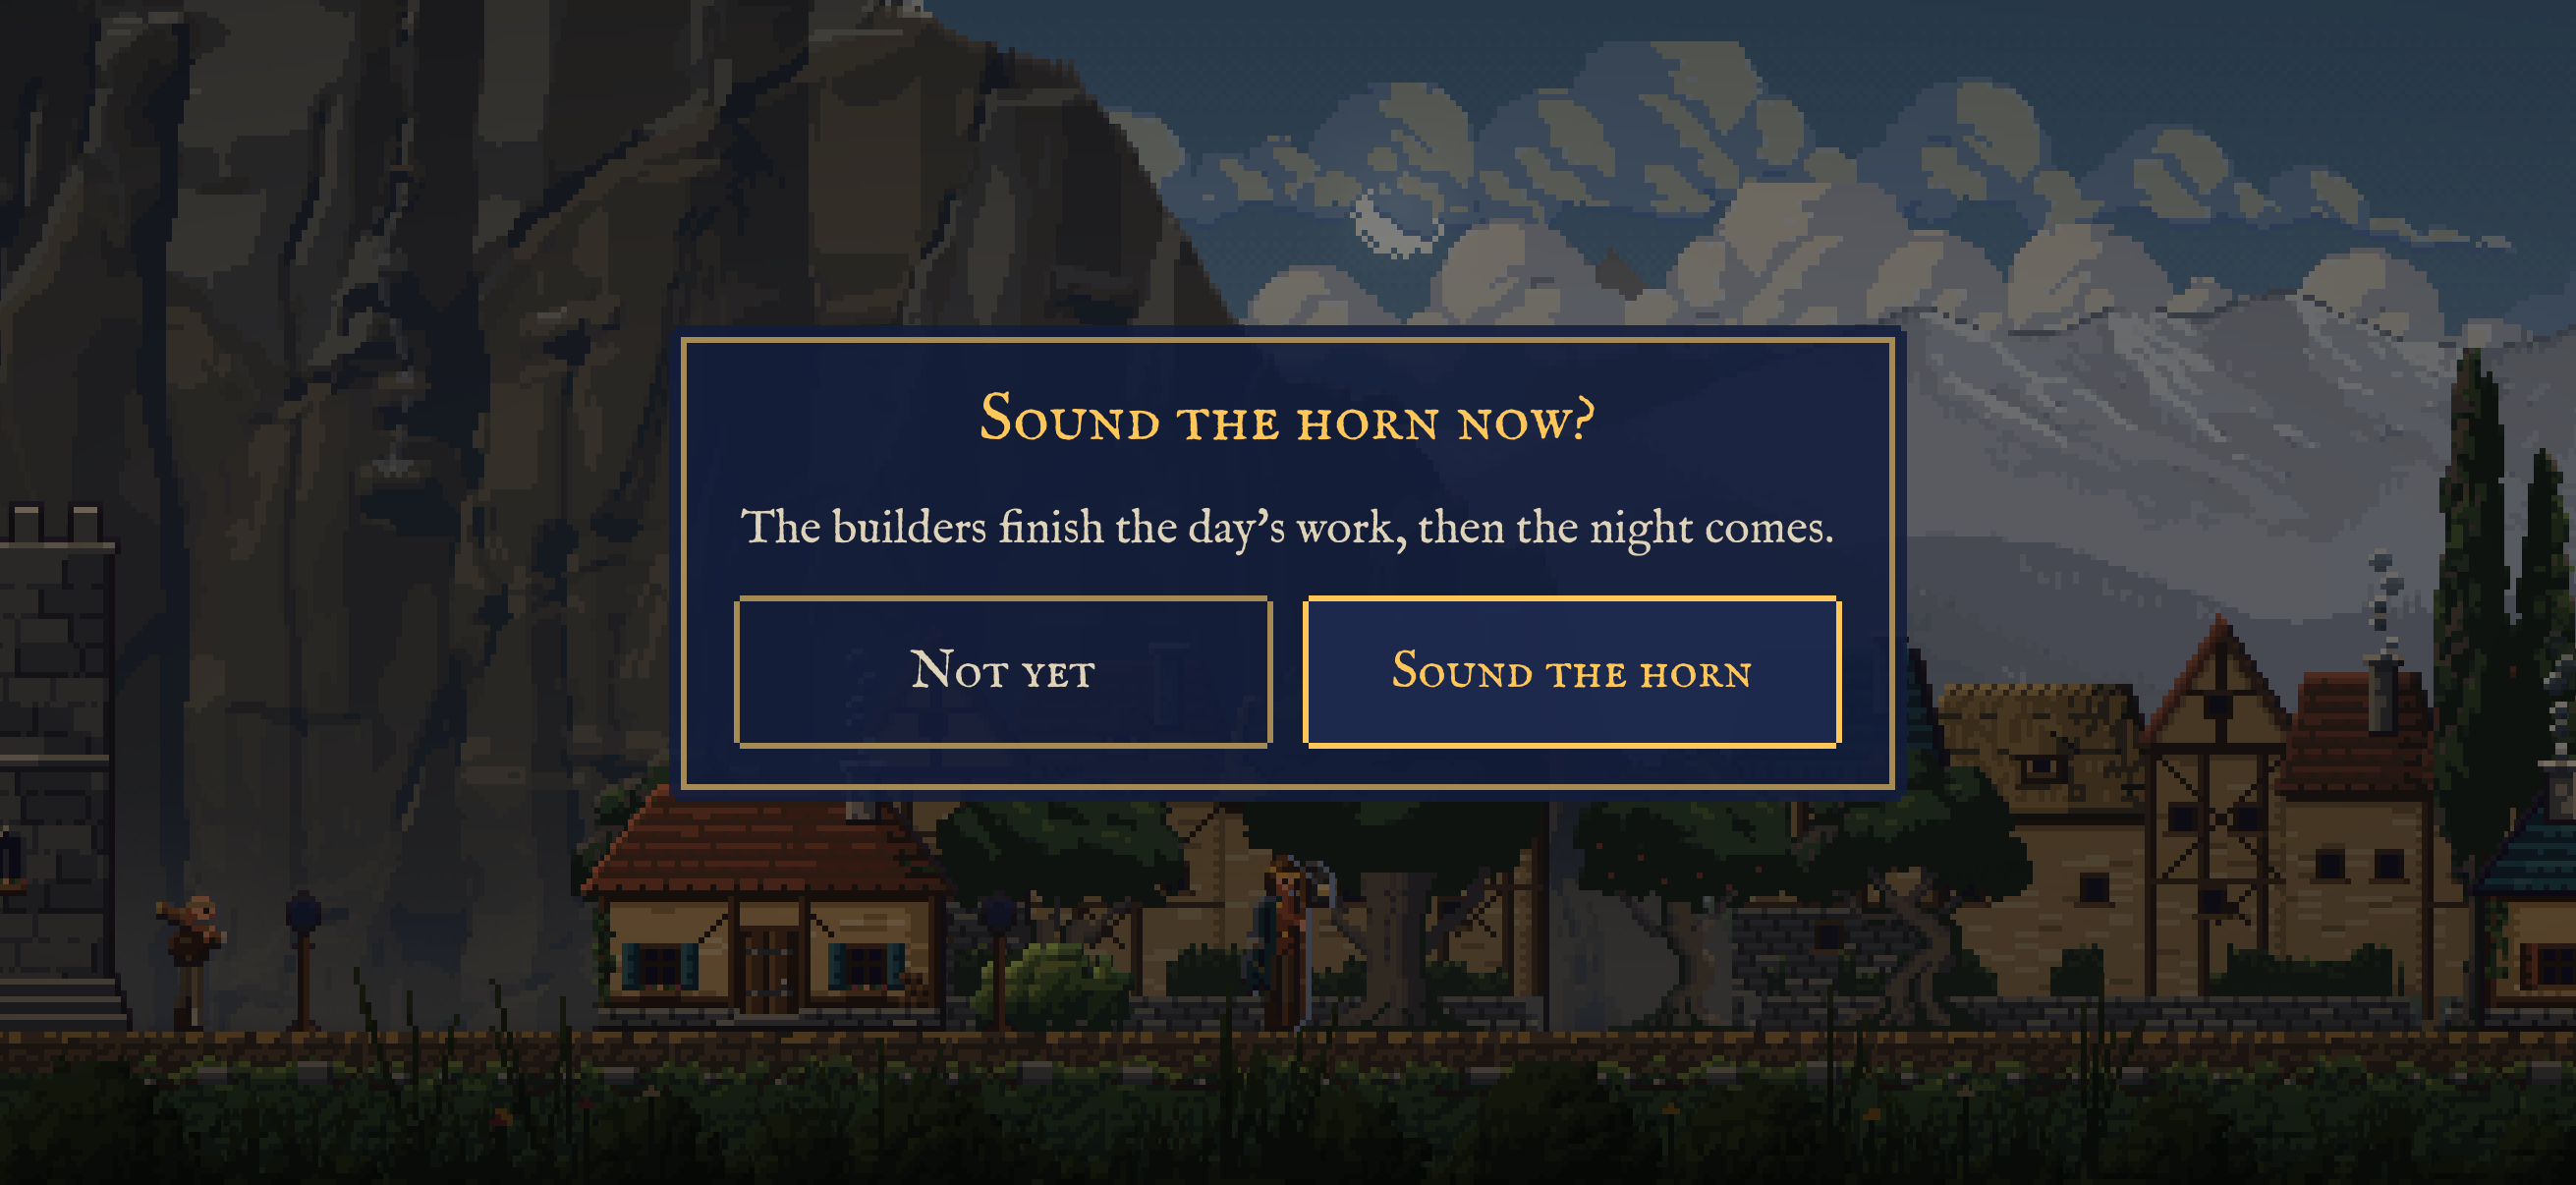 Sound the horn now?
The builders finish the day's work, then the night comes.
Not yet
Sound the horn